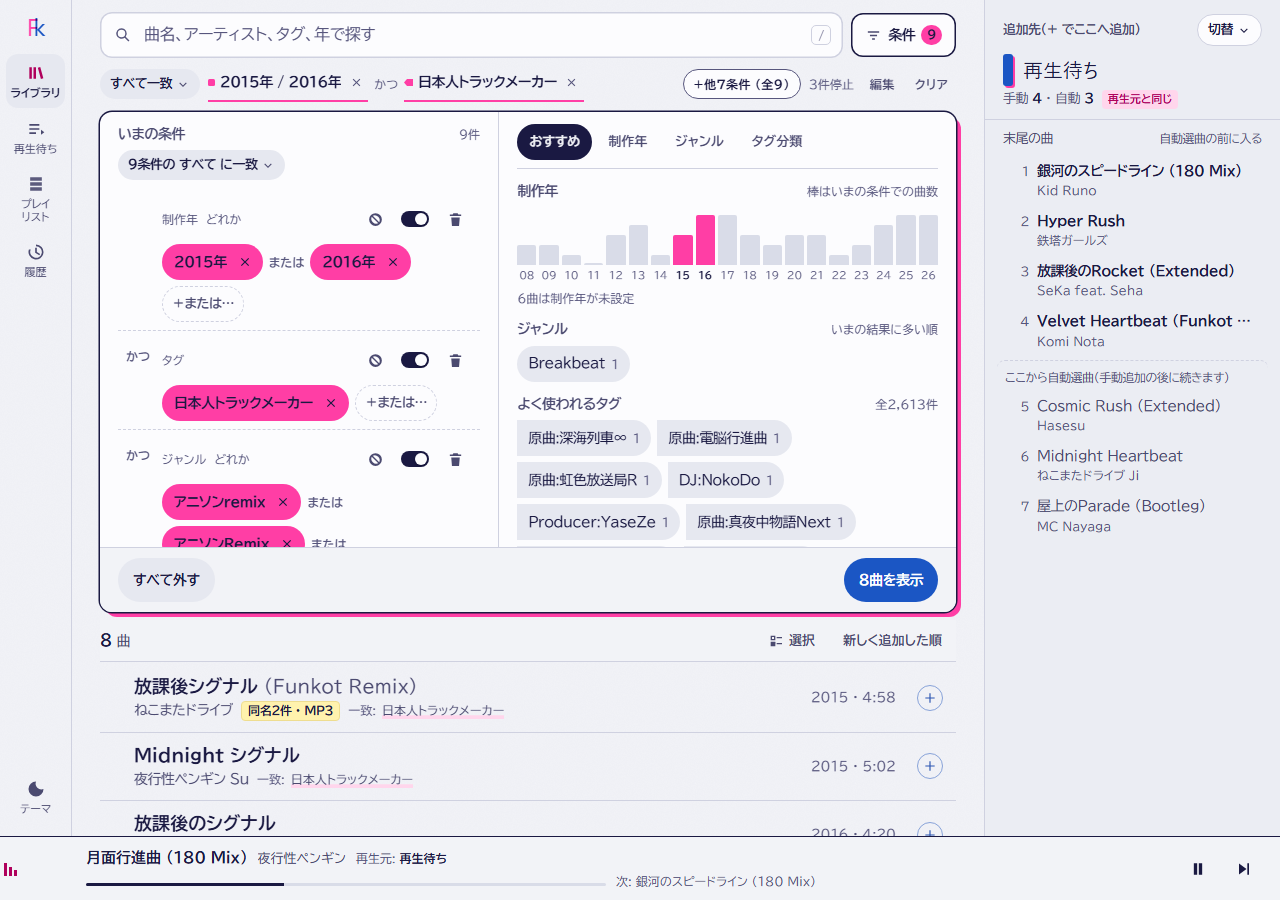 Fk
ライブラリ
再生待ち
プレイ
リスト
履歴
テーマ
曲名、アーティスト、タグ、年で探す
/
条件 9
すべて一致
2015年 / 2016年 ×
かつ
日本人トラックメーカー ×
+他7条件(全9)
3件停止
編集
クリア
いまの条件
9件
9条件の すべて に一致
制作年 どれか
2015年 × または 2016年 ×
+または…
かつ タグ
日本人トラックメーカー × +または…
かつ ジャンル どれか
アニソンremix × または
アニソンRemix × または
すべて外す
おすすめ 制作年 ジャンル タグ分類
制作年
棒はいまの条件での曲数
08 09 10 11 12 13 14 15 16 17 18 19 20 21 22 23 24 25 26
6曲は制作年が未設定
ジャンル
いまの結果に多い順
Breakbeat 1
よく使われるタグ
全2,613件
原曲:深海列車∞ 1 原曲:電脳行進曲 1
原曲:虹色放送局R 1 DJ:NokoDo 1
Producer:YaseZe 1 原曲:真夜中物語Next 1
8曲を表示
8 曲
選択
新しく追加した順
放課後シグナル (Funkot Remix)
ねこまたドライブ 同名2件・MP3 一致: 日本人トラックメーカー
2015・4:58
Midnight シグナル
夜行性ペンギン Su 一致: 日本人トラックメーカー
2015・5:02
放課後のシグナル
2016・4:20
追加先(+ でここへ追加)
切替
再生待ち
手動 4・自動 3 再生元と同じ
末尾の曲
自動選曲の前に入る
1 銀河のスピードライン (180 Mix)
Kid Runo
2 Hyper Rush
鉄塔ガールズ
3 放課後のRocket (Extended)
SeKa feat. Seha
4 Velvet Heartbeat (Funkot …
Komi Nota
ここから自動選曲(手動追加の後に続きます)
5 Cosmic Rush (Extended)
Hasesu
6 Midnight Heartbeat
ねこまたドライブ Ji
7 屋上のParade (Bootleg)
MC Nayaga
月面行進曲 (180 Mix) 夜行性ペンギン 再生元: 再生待ち
次: 銀河のスピードライン (180 Mix)